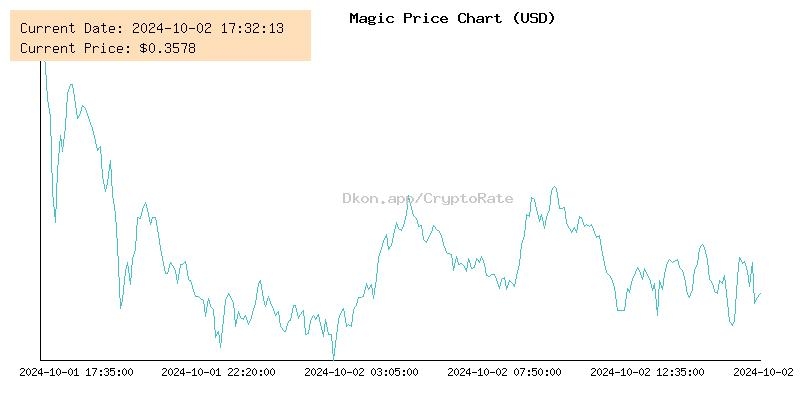 Magic Price Chart (USD)
Current Date: 2024-10-02 17:32:13
Current Price: $0.3578
Dkon.app/CryptoRate
2024-10-01 17:35:00 2024-10-01 22:20:00 2024-10-02 03:05:00 2024-10-02 07:50:00 2024-10-02 12:35:00 2024-10-02